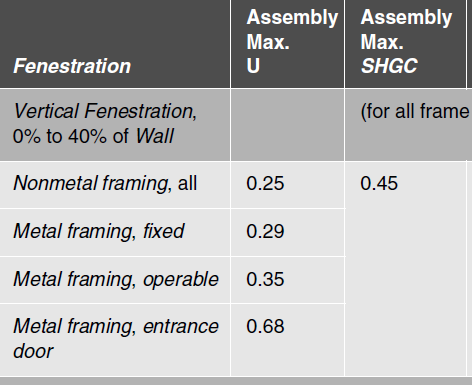 Fenestration Assembly Max. U Assembly Max. SHGC
Vertical Fenestration,
0% to 40% of Wall (for all frame
Nonmetal framing, all 0.25 0.45
Metal framing, fixed 0.29
Metal framing, operable 0.35
Metal framing, entrance door 0.68